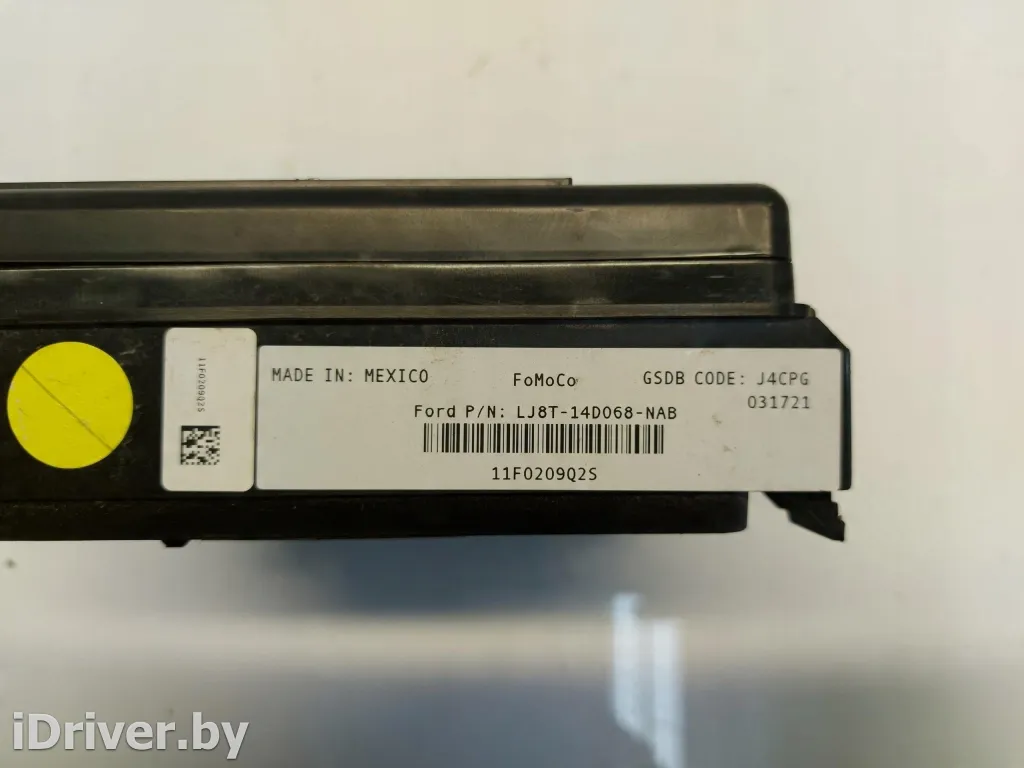 11F0209Q2S
MADE IN: MEXICO FoMoCo GSDB CODE: J4CPG
031721
Ford P/N: LJ8T-14D068-NAB
11F0209Q2S
iDriver.by